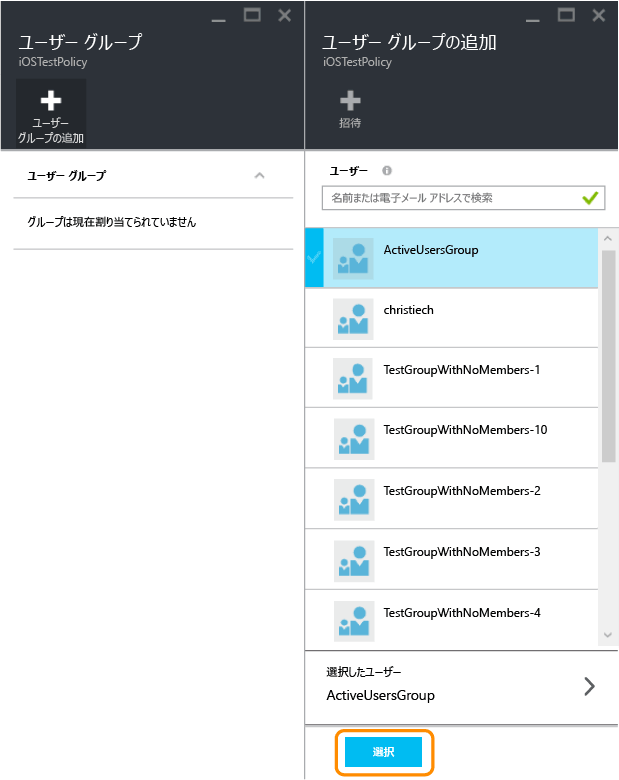 ユーザー グループ
iOSTestPolicy
ユーザー
グループの追加
ユーザー グループ
グループは現在割り当てられていません
ユーザー グループの追加
iOSTestPolicy
招待
ユーザー
名前または電子メール アドレスで検索
ActiveUsersGroup
christiech
TestGroupWithNoMembers-1
TestGroupWithNoMembers-10
TestGroupWithNoMembers-2
TestGroupWithNoMembers-3
TestGroupWithNoMembers-4
選択したユーザー
ActiveUsersGroup
選択